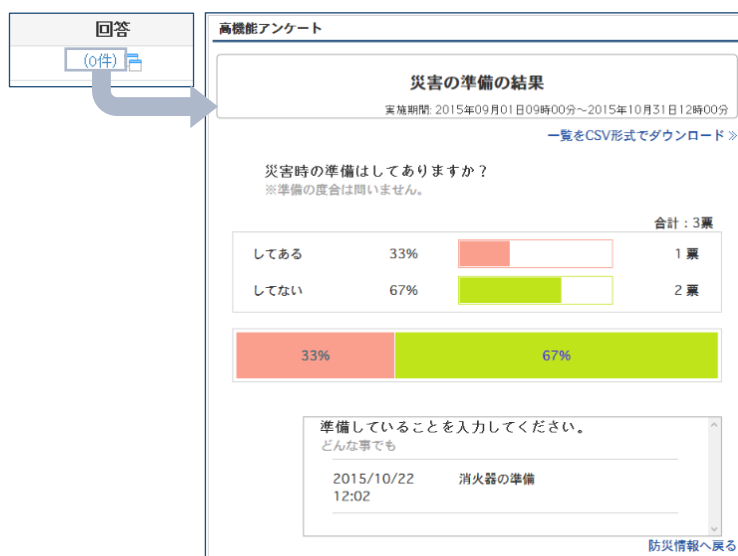 回答
(0件)
高機能アンケート
災害の準備の結果
実施期間: 2015年09月01日09時00分～2015年10月31日12時00分
一覧をCSV形式でダウンロード
災害時の準備はしてありますか？
※準備の度合は問いません。
合計：3票
してある 33% 1 票
してない 67% 2 票
33% 67%
準備していることを入力してください。
どんな事でも
2015/10/22 消火器の準備
12:02
防災情報へ戻る